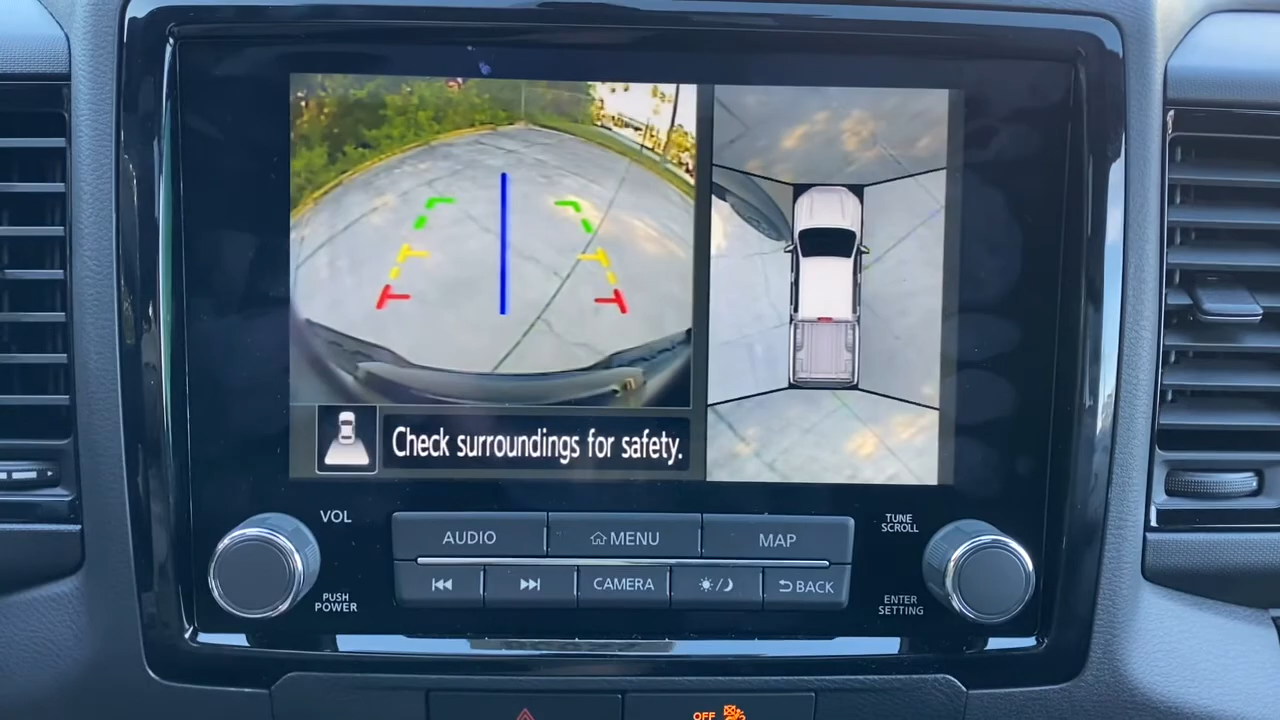 Check surroundings for safety.
VOL
TUNE
SCROLL
AUDIO
MENU
MAP
CAMERA
BACK
PUSH
POWER
ENTER
SETTING
OFF